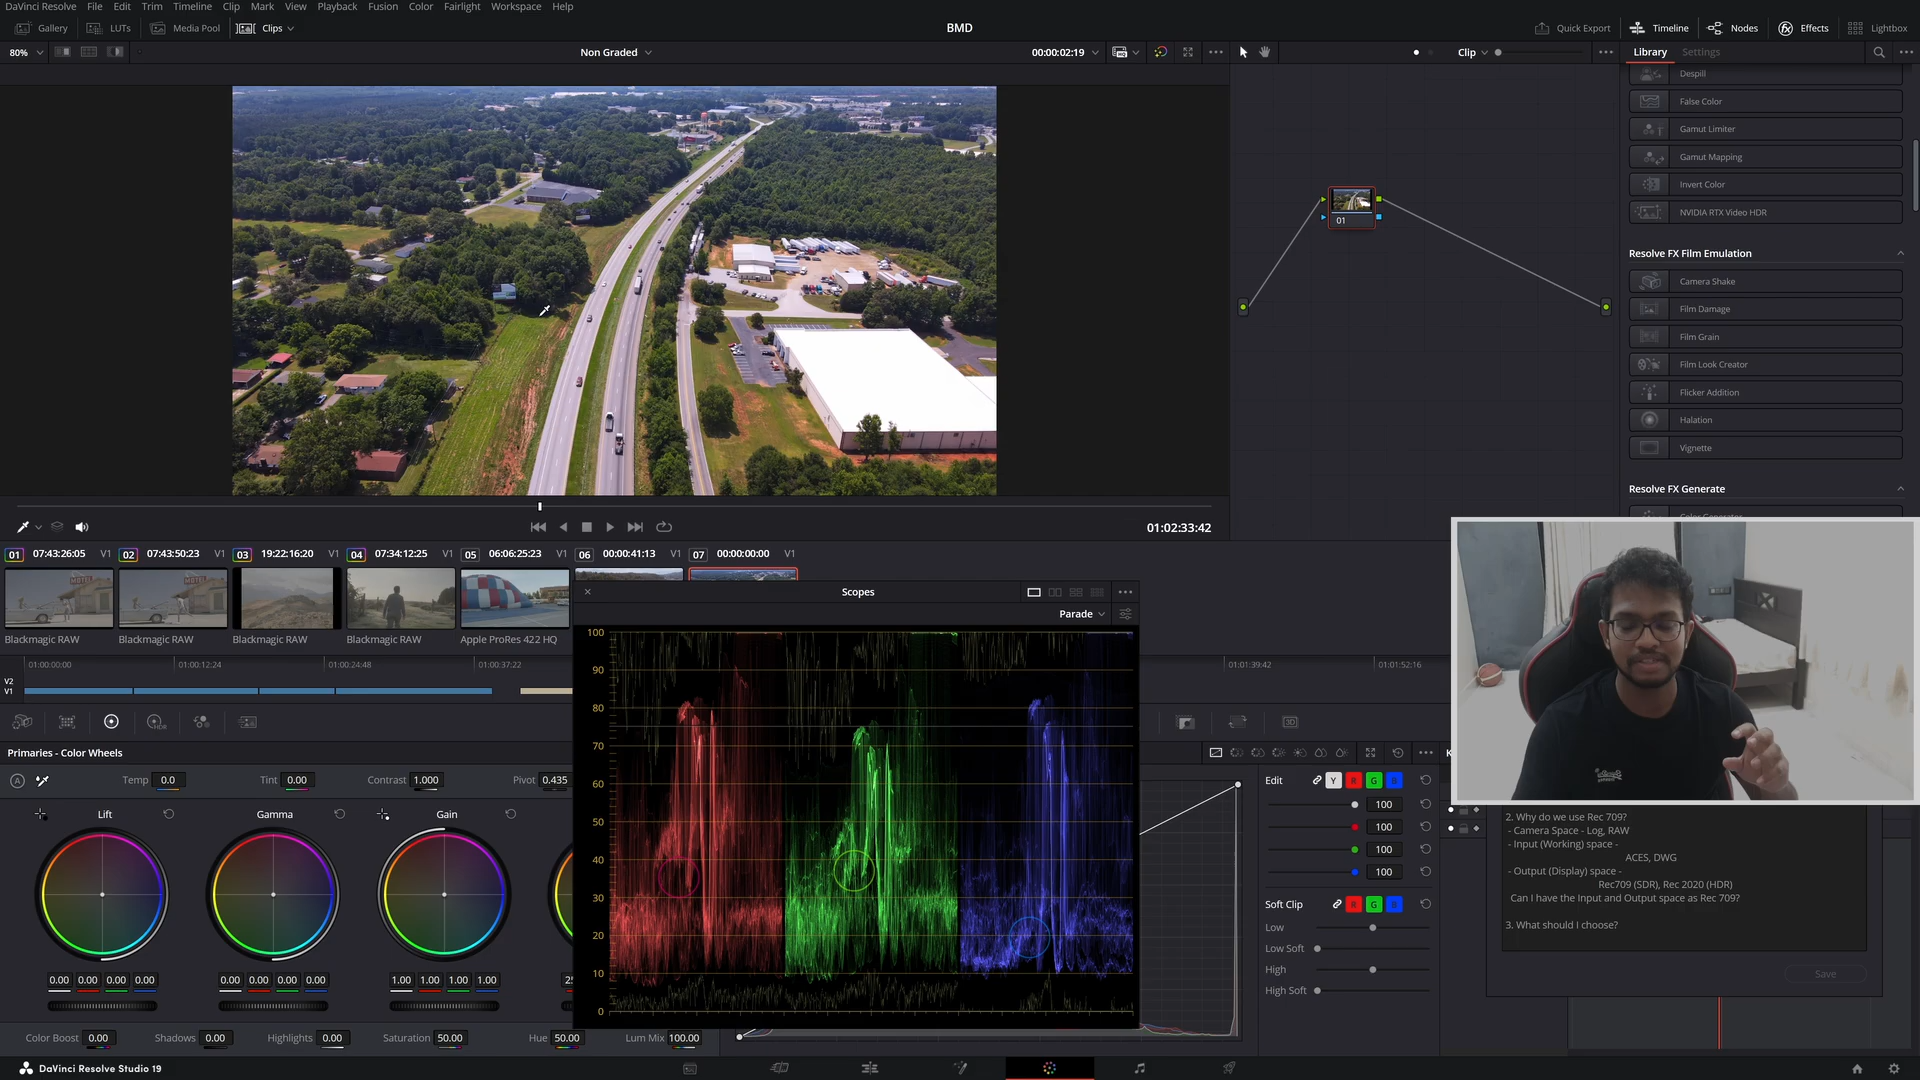 DaVinci Resolve File Edit Trim Timeline Clip Mark View Playback Fusion Color Fairlight Workspace Help
Gallery LUTs Media Pool Clips BMD Quick Export Timeline Nodes Effects Lightbox
80% Non Graded 00:00:02:19 Clip Library Settings
Despill
False Color
Gamut Limiter
Gamut Mapping
Invert Color
NVIDIA RTX Video HDR
01
Resolve FX Film Emulation
Camera Shake
Film Damage
Film Grain
Film Look Creator
Flicker Addition
Halation
Vignette
Resolve FX Generate
01:02:33:42
01 07:43:26:05 V1 02 07:43:50:23 V1 03 19:22:16:20 V1 04 07:34:12:25 V1 05 06:06:25:23 V1 06 00:00:41:13 V1 07 00:00:00:00 V1
Blackmagic RAW Blackmagic RAW Blackmagic RAW Blackmagic RAW Apple ProRes 422 HQ
Scopes
Parade
01:00:00:00 01:00:12:24 01:00:24:48 01:00:37:22 01:01:39:42 01:01:52:16
V2
V1
100
90
80
70
60
50
40
30
20
10
0
Primaries - Color Wheels
Temp 0.0 Tint 0.00 Contrast 1.000 Pivot 0.435
Lift Gamma Gain
0.00 0.00 0.00 0.00 0.00 0.00 0.00 0.00 1.00 1.00 1.00 1.00 25
Color Boost 0.00 Shadows 0.00 Highlights 0.00 Saturation 50.00 Hue 50.00 Lum Mix 100.00
Edit Y R G B
100
100
100
100
Soft Clip R G B
Low
Low Soft
High
High Soft
K
2. Why do we use Rec 709?
- Camera Space - Log, RAW
- Input (Working) space -
ACES, DWG
- Output (Display) space -
Rec709 (SDR), Rec 2020 (HDR)
Can I have the Input and Output space as Rec 709?
3. What should I choose?
Save
DaVinci Resolve Studio 19